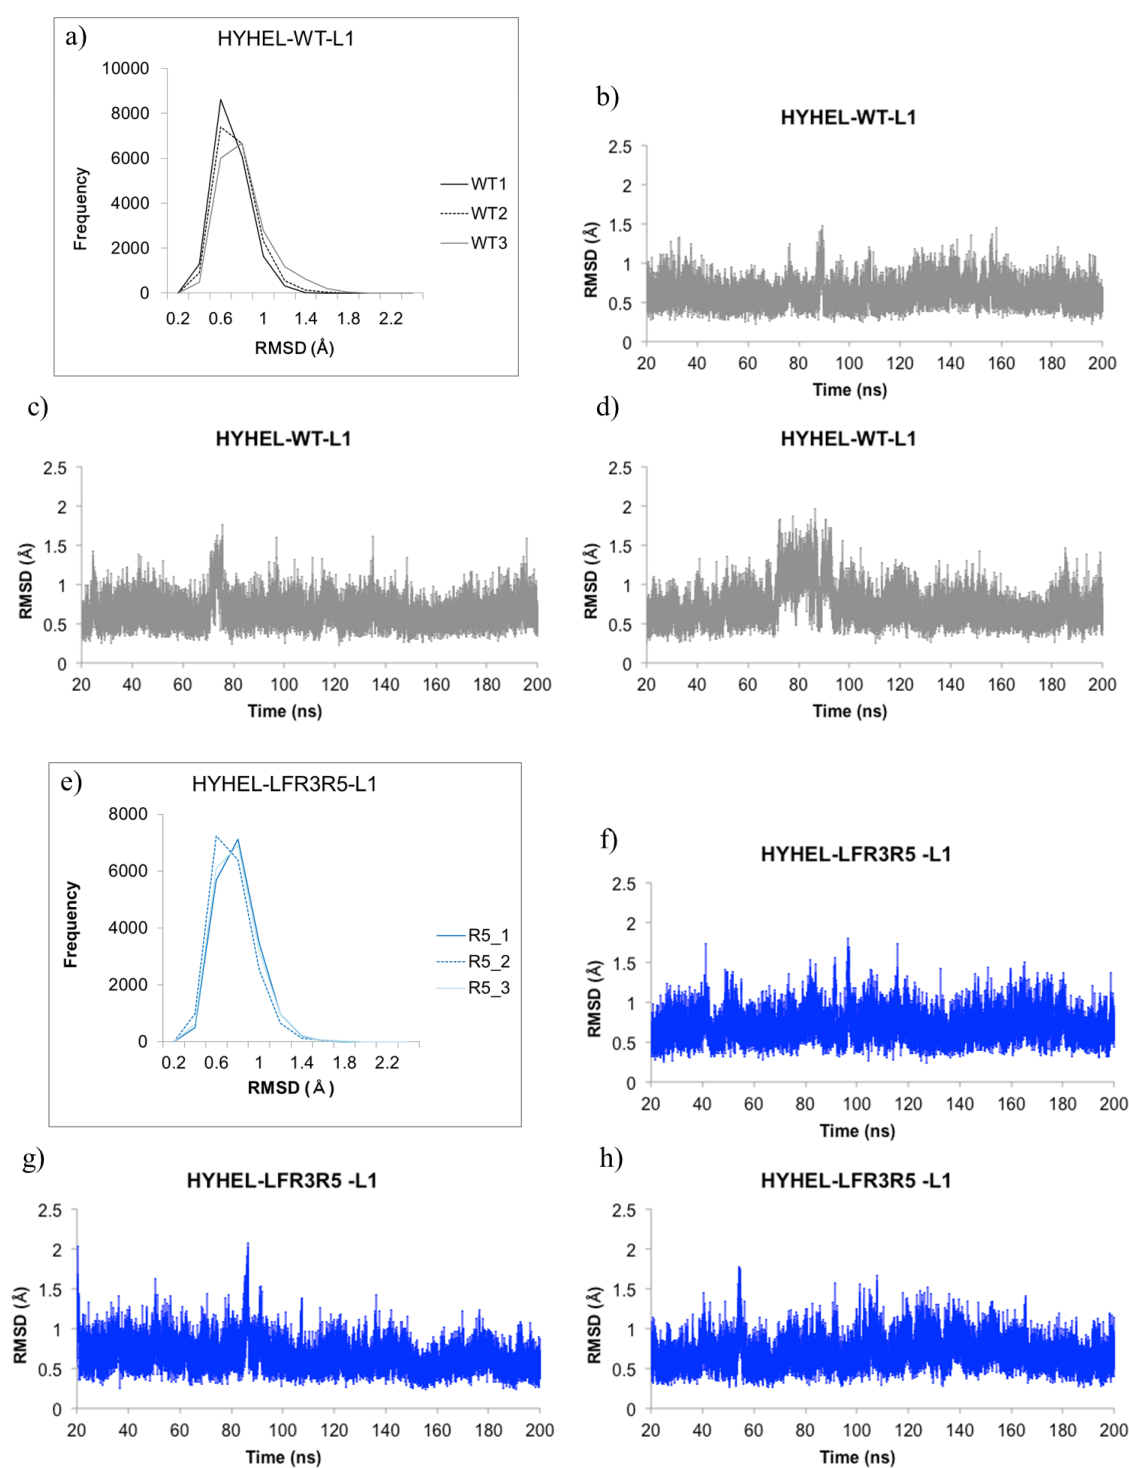 a)
HYHEL-WT-L1
10000
8000
6000
4000
2000
0
Frequency
0.2 0.6 1 1.4 1.8 2.2
RMSD (Å)
WT1
WT2
WT3
b)
HYHEL-WT-L1
2.5
2
1.5
1
0.5
0
RMSD (Å)
20 40 60 80 100 120 140 160 180 200
Time (ns)
c)
HYHEL-WT-L1
2.5
2
1.5
1
0.5
0
RMSD (Å)
20 40 60 80 100 120 140 160 180 200
Time (ns)
d)
HYHEL-WT-L1
2.5
2
1.5
1
0.5
0
RMSD (Å)
20 40 60 80 100 120 140 160 180 200
Time (ns)
e)
HYHEL-LFR3R5-L1
8000
6000
4000
2000
0
Frequency
0.2 0.6 1 1.4 1.8 2.2
RMSD (Å)
R5_1
R5_2
R5_3
f)
HYHEL-LFR3R5 -L1
2.5
2
1.5
1
0.5
0
RMSD (Å)
20 40 60 80 100 120 140 160 180 200
Time (ns)
g)
HYHEL-LFR3R5 -L1
2.5
2
1.5
1
0.5
0
RMSD (Å)
20 40 60 80 100 120 140 160 180 200
Time (ns)
h)
HYHEL-LFR3R5 -L1
2.5
2
1.5
1
0.5
0
RMSD (Å)
20 40 60 80 100 120 140 160 180 200
Time (ns)